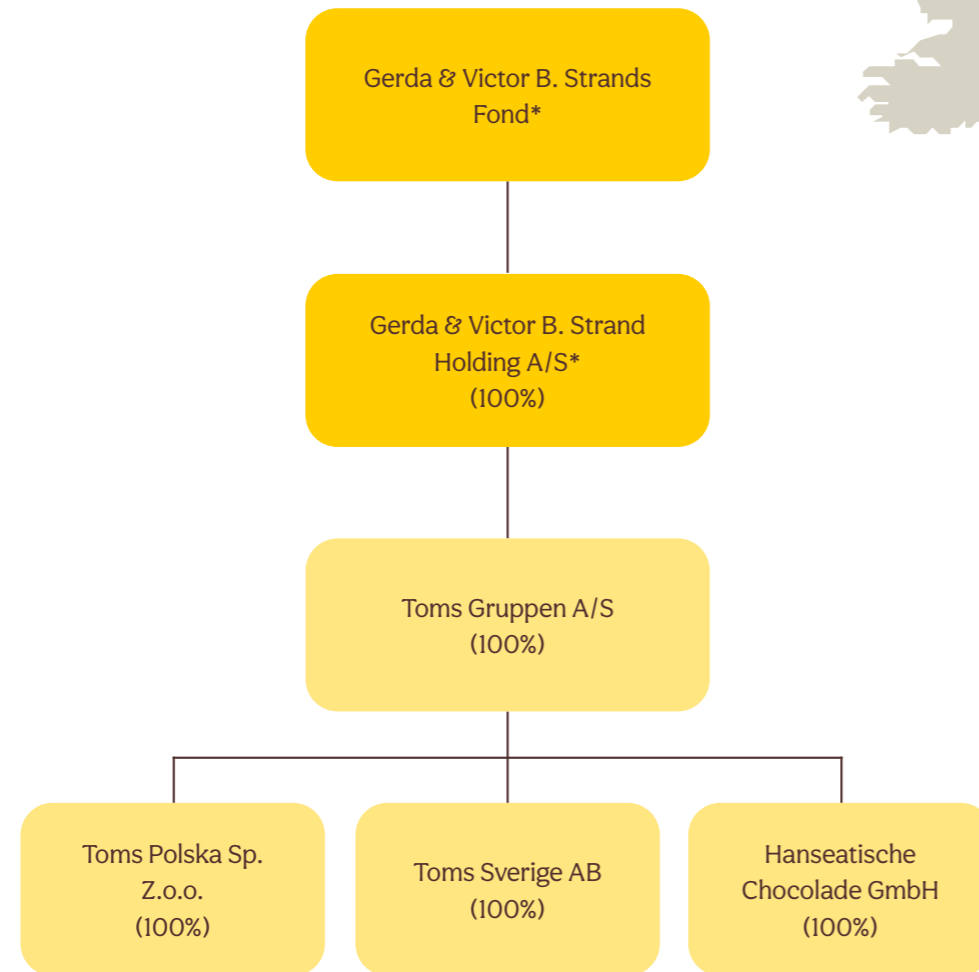 Gerda & Victor B. Strands
Fond*
Gerda & Victor B. Strand
Holding A/S*
(100%)
Toms Gruppen A/S
(100%)
Toms Polska Sp.
Z.o.o.
(100%)
Toms Sverige AB
(100%)
Hanseatische
Chocolade GmbH
(100%)